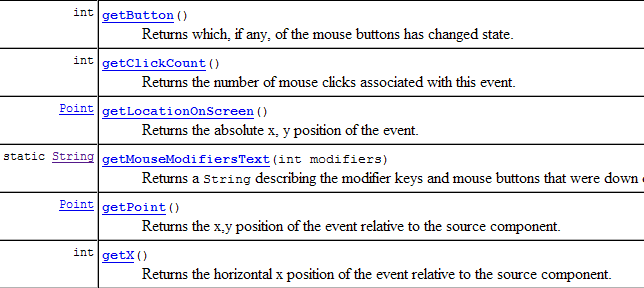 int getButton()
Returns which, if any, of the mouse buttons has changed state.
int getClickCount()
Returns the number of mouse clicks associated with this event.
Point getLocationOnScreen()
Returns the absolute x, y position of the event.
static String getMouseModifiersText(int modifiers)
Returns a String describing the modifier keys and mouse buttons that were down
Point getPoint()
Returns the x,y position of the event relative to the source component.
int getX()
Returns the horizontal x position of the event relative to the source component.